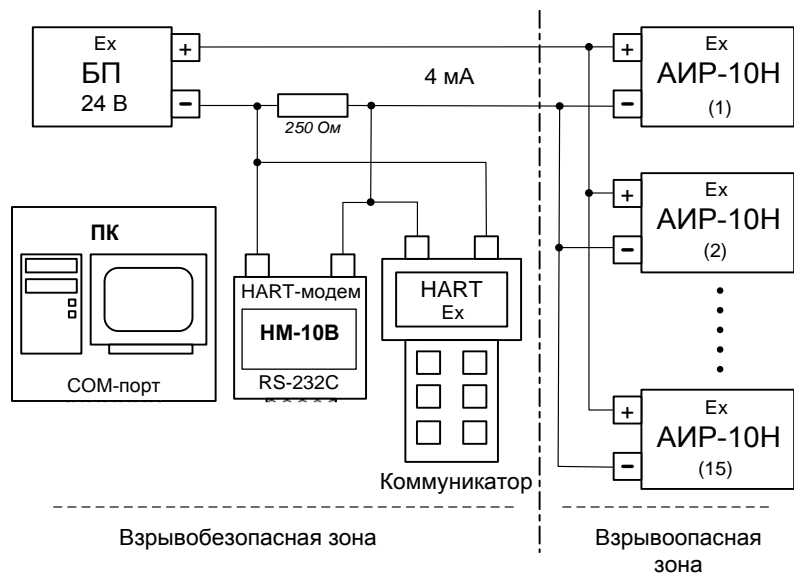 Ex
БП
24 В
+
−
4 мА
250 Ом
+
−
Ex
АИР-10Н
(1)
+
−
Ex
АИР-10Н
(2)
+
−
Ex
АИР-10Н
(15)
ПК
COM-порт
HART-модем
НМ-10В
RS-232C
HART
Ex
Коммуникатор
Взрывобезопасная зона
Взрывоопасная
зона